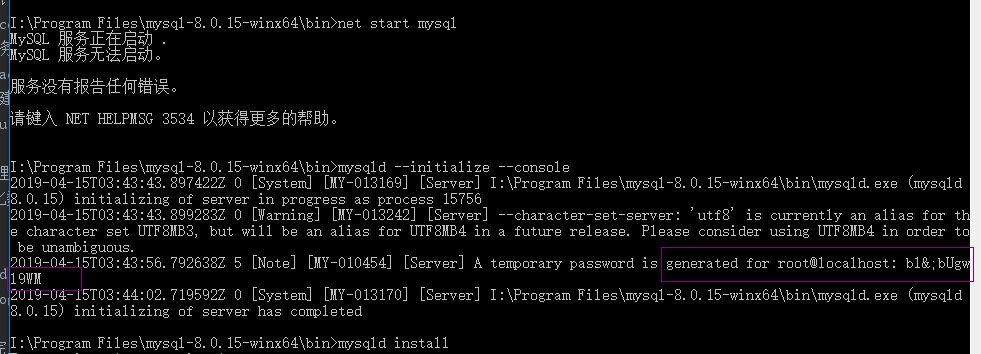 I:\Program Files\mysql-8.0.15-winx64\bin>net start mysql
MySQL 服务正在启动 .
MySQL 服务无法启动。
服务没有报告任何错误。
请键入 NET HELPMSG 3534 以获得更多的帮助。
I:\Program Files\mysql-8.0.15-winx64\bin>mysqld --initialize --console
2019-04-15T03:43:43.897422Z 0 [System] [MY-013169] [Server] I:\Program Files\mysql-8.0.15-winx64\bin\mysqld.exe (mysqld
8.0.15) initializing of server in progress as process 15756
2019-04-15T03:43:43.899283Z 0 [Warning] [MY-013242] [Server] --character-set-server: 'utf8' is currently an alias for th
e character set UTF8MB3, but will be an alias for UTF8MB4 in a future release. Please consider using UTF8MB4 in order to
be unambiguous.
2019-04-15T03:43:56.792638Z 5 [Note] [MY-010454] [Server] A temporary password is generated for root@localhost:
2019-04-15T03:44:02.719592Z 0 [System] [MY-013170] [Server] I:\Program Files\mysql-8.0.15-winx64\bin\mysqld.exe (mysqld
8.0.15) initializing of server has completed
I:\Program Files\mysql-8.0.15-winx64\bin>mysqld install